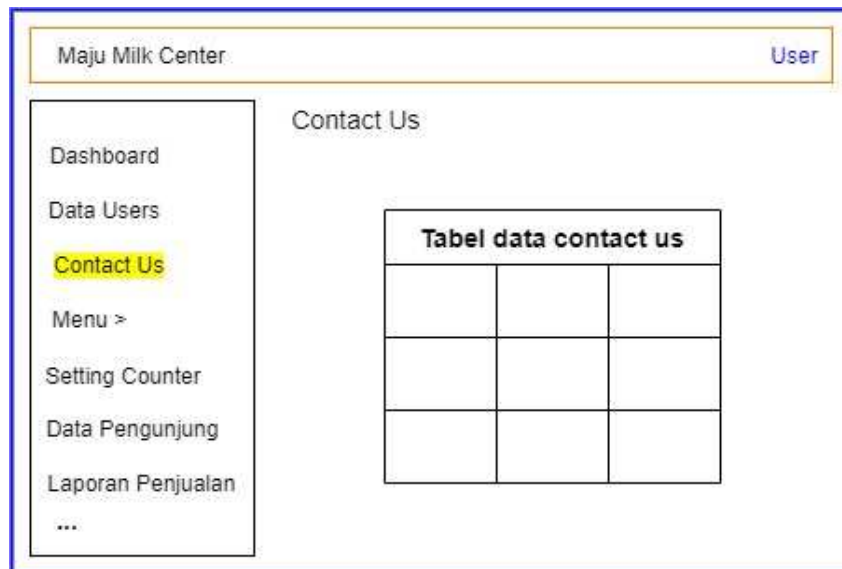 Maju Milk Center
User
Dashboard
Data Users
Contact Us
Menu >
Setting Counter
Data Pengunjung
Laporan Penjualan
...
Contact Us
Tabel data contact us